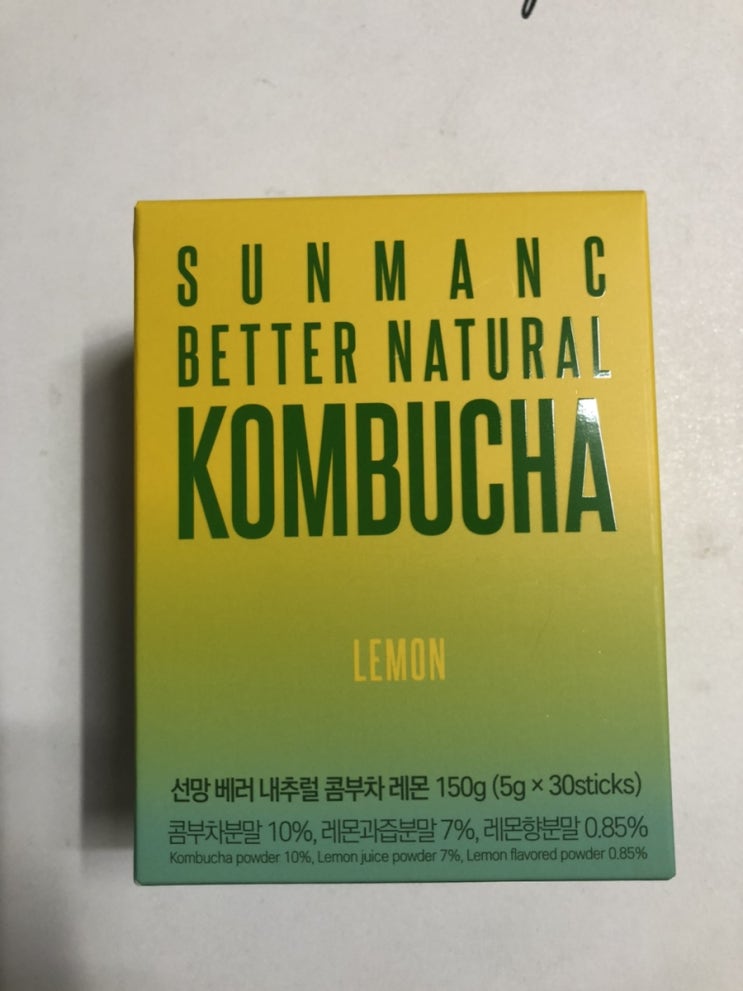 SUNMANC
BETTER NATURAL
KOMBUCHA
LEMON
선망 베러 내추럴 콤부차 레몬 150g (5g × 30sticks)
콤부차분말 10%, 레몬과즙분말 7%, 레몬향분말 0.85%
Kombucha powder 10%, Lemon juice powder 7%, Lemon flavored powder 0.85%